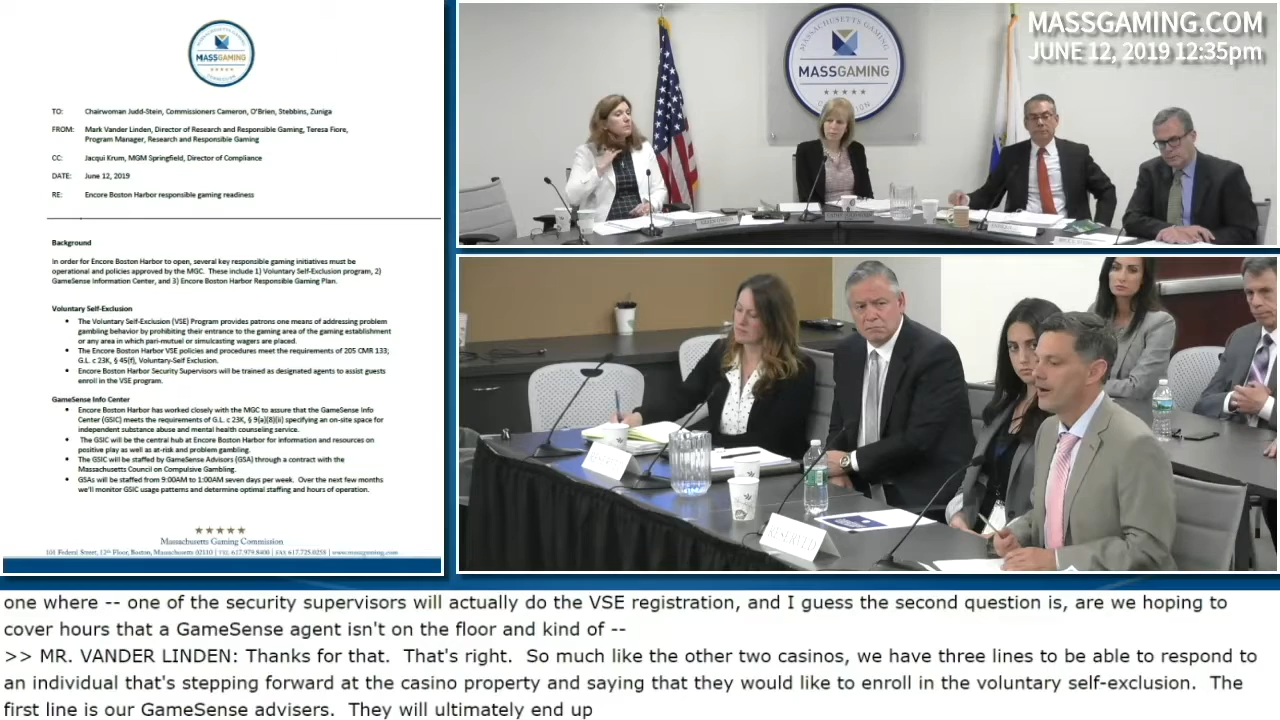 MASSACHUSETTS GAMING
MASSGAMING
COMMISSION
TO: Chairwoman Judd-Stein, Commissioners Cameron, O'Brien, Stebbins, Zuniga
FROM: Mark Vander Linden, Director of Research and Responsible Gaming, Teresa Fiore,
Program Manager, Research and Responsible Gaming
CC: Jacqui Krum, MGM Springfield, Director of Compliance
DATE: June 12, 2019
RE: Encore Boston Harbor responsible gaming readiness
Background
In order for Encore Boston Harbor to open, several key responsible gaming initiatives must be
operational and policies approved by the MGC. These include 1) Voluntary Self-Exclusion program, 2)
GameSense Information Center, and 3) Encore Boston Harbor Responsible Gaming Plan.
Voluntary Self-Exclusion
• The Voluntary Self-Exclusion (VSE) Program provides patrons one means of addressing problem
gambling behavior by prohibiting their entrance to the gaming area of the gaming establishment
or any area in which pari-mutuel or simulcasting wagers are placed.
• The Encore Boston Harbor VSE policies and procedures meet the requirements of 205 CMR 133;
G.L. c 23K, § 45(f), Voluntary-Self Exclusion.
• Encore Boston Harbor Security Supervisors will be trained as designated agents to assist guests
enroll in the VSE program.
GameSense Info Center
• Encore Boston Harbor has worked closely with the MGC to assure that the GameSense Info
Center (GSIC) meets the requirements of G.L. c 23K, § 9(a)(8)(ii) specifying an on-site space for
independent substance abuse and mental health counseling service.
• The GSIC will be the central hub at Encore Boston Harbor for information and resources on
positive play as well as at-risk and problem gambling.
• The GSIC will be staffed by GameSense Advisors (GSA) through a contract with the
Massachusetts Council on Compulsive Gambling.
• GSAs will be staffed from 9:00AM to 1:00AM seven days per week. Over the next few months
we'll monitor GSIC usage patterns and determine optimal staffing and hours of operation.
★★★★★
Massachusetts Gaming Commission
101 Federal Street, 12th Floor, Boston, Massachusetts 02110 | TEL 617.979.8400 | FAX 617.725.0258 | www.massgaming.com
MASSACHUSETTS GAMING
MASSGAMING
★★★★★
MASSGAMING.COM
JUNE 12, 2019 12:35pm
RESERVED
RESERVED
one where -- one of the security supervisors will actually do the VSE registration, and I guess the second question is, are we hoping to
cover hours that a GameSense agent isn't on the floor and kind of --
>> MR. VANDER LINDEN: Thanks for that. That's right. So much like the other two casinos, we have three lines to be able to respond to
an individual that's stepping forward at the casino property and saying that they would like to enroll in the voluntary self-exclusion. The
first line is our GameSense advisers. They will ultimately end up